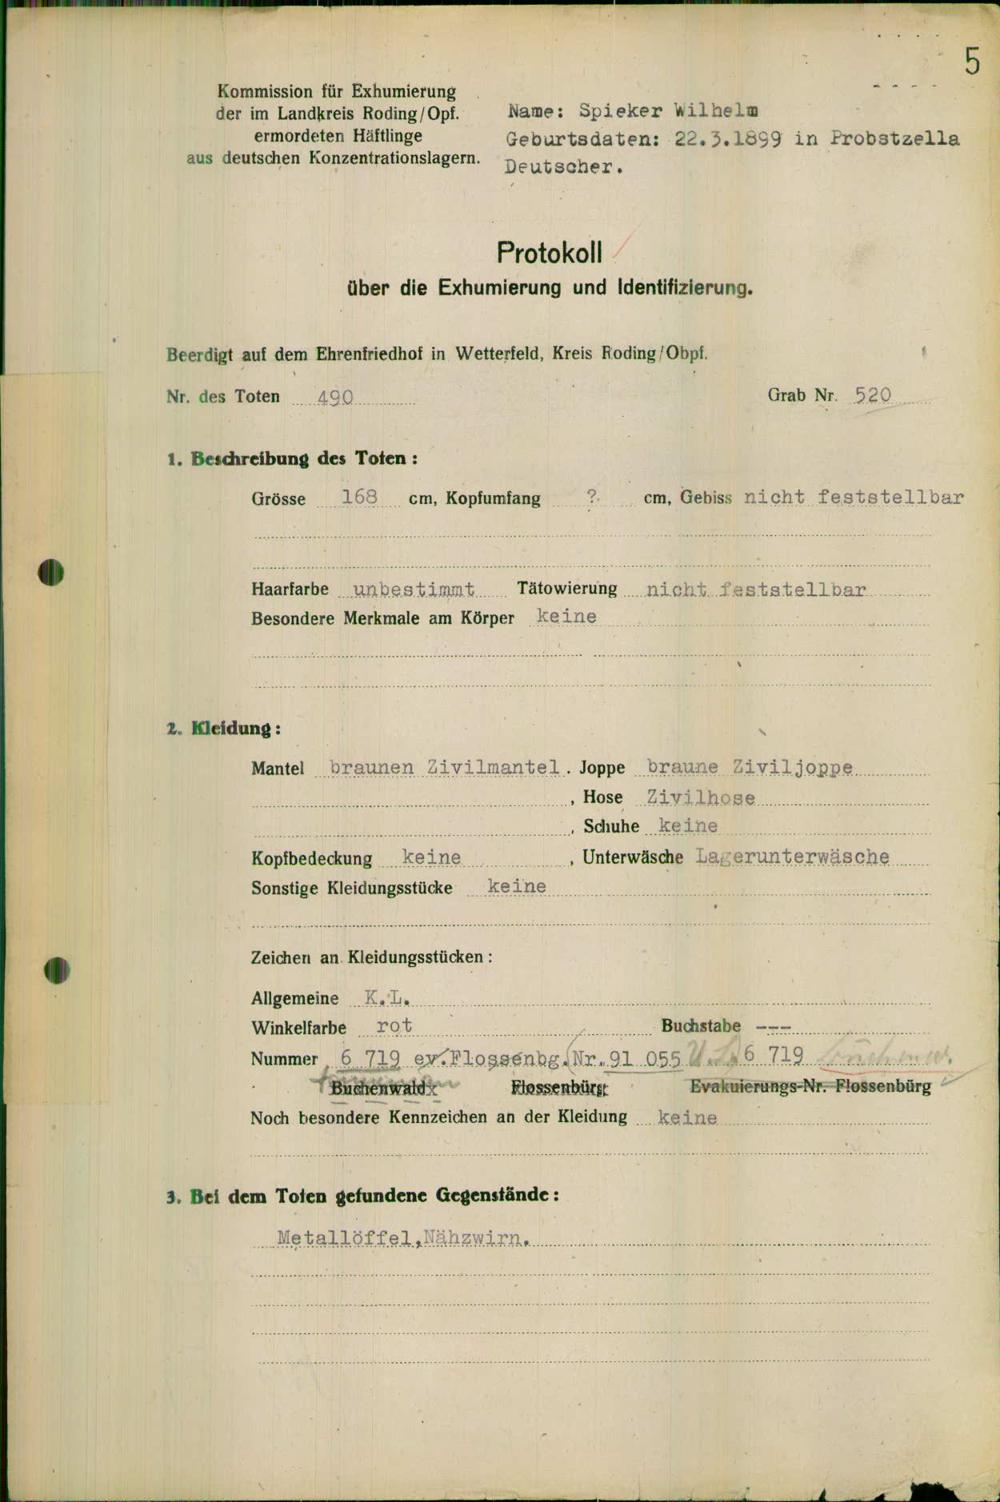 5
Kommission für Exhumierung
der im Landkreis Roding/Opf.
ermordeten Häftlinge
aus deutschen Konzentrationslagern.
Name: Spieker Wilhelm
Geburtsdaten: 22.3.1899 in Probstzella
Deutscher.
Protokoll
über die Exhumierung und Identifizierung.
Beerdigt auf dem Ehrenfriedhof in Wetterfeld, Kreis Roding/Obpf.
Nr. des Toten 490 Grab Nr. 520
1. Beschreibung des Toten:
Grösse 168 cm, Kopfumfang ? cm, Gebiss nicht feststellbar
Haarfarbe unbestimmt Tätowierung nicht feststellbar
Besondere Merkmale am Körper keine
2. Kleidung:
Mantel braunen Zivilmantel. Joppe braune Ziviljoppe
, Hose Zivilhose
, Schuhe keine
Kopfbedeckung keine , Unterwäsche Lagerunterwäsche
Sonstige Kleidungsstücke keine
Zeichen an Kleidungsstücken:
Allgemeine K.L.
Winkelfarbe rot Buchstabe ---
Nummer 6 719 ev.Flossenbg.(Nr.91 055 6 719
Buchenwald Flossenbürg Evakuierungs-Nr. Flossenbürg
Noch besondere Kennzeichen an der Kleidung keine
3. Bei dem Toten gefundene Gegenstände:
Metallöffel,Nähzwirn.